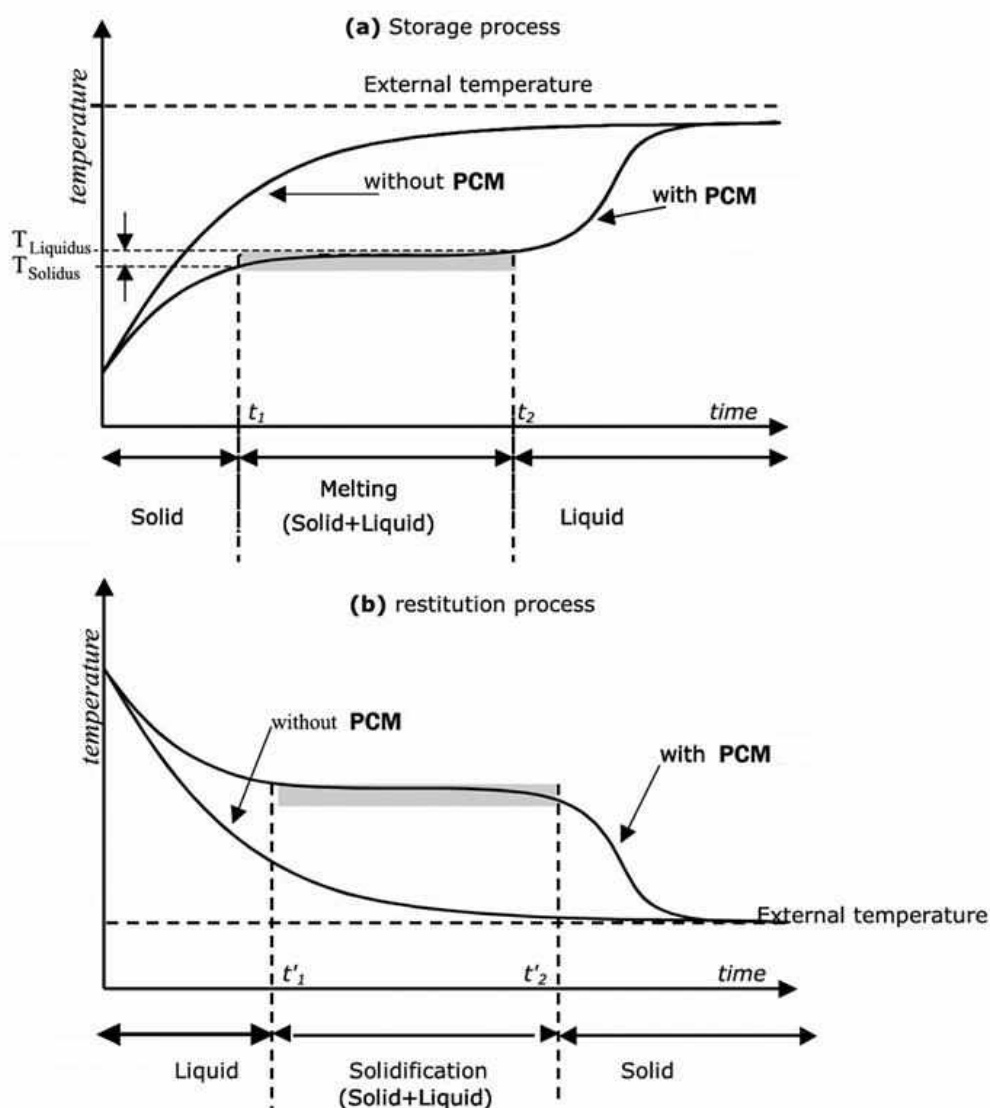 (a) Storage process
temperature
External temperature
without PCM
with PCM
TLiquidus
TSolidus
t1
t2
time
Solid
Melting
(Solid+Liquid)
Liquid
(b) restitution process
temperature
without PCM
with PCM
External temperature
t'1
t'2
time
Liquid
Solidification
(Solid+Liquid)
Solid